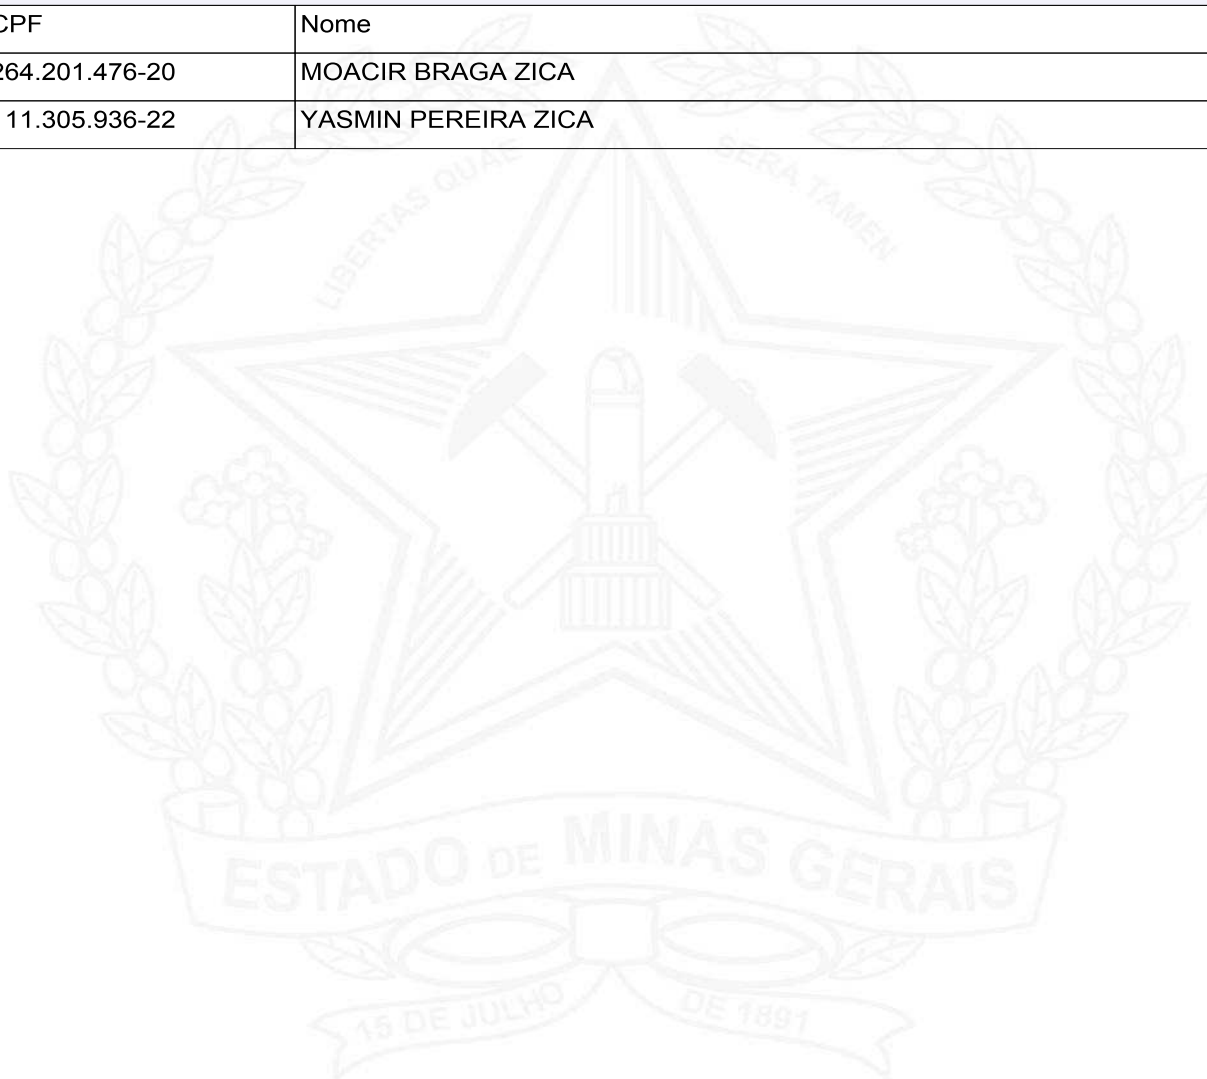 CPF Nome
264.201.476-20 MOACIR BRAGA ZICA
11.305.936-22 YASMIN PEREIRA ZICA
LIBERTAS QUAE SERA TAMEN
ESTADO DE MINAS GERAIS
15 DE JULHO DE 1891